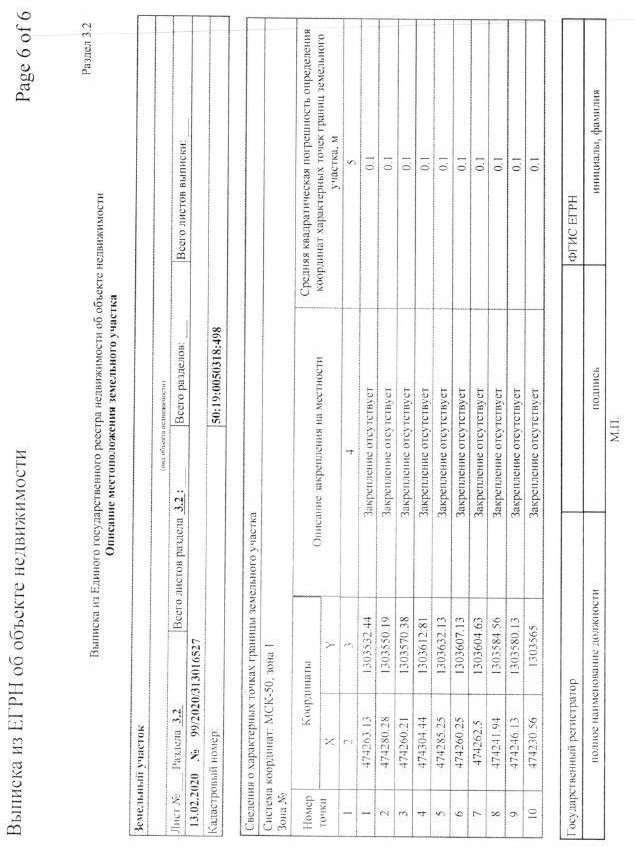 Выписка из ЕГРН об объекте недвижимости
Page 6 of 6
Раздел 3.2
Выписка из Единого государственного реестра недвижимости об объекте недвижимости
Описание местоположения земельного участка
Земельный участок
(вид объекта недвижимости)
Лист № Раздела 3.2 Всего листов раздела 3.2 : Всего разделов: Всего листов выписки:
13.02.2020 № 99/2020/313016527
Кадастровый номер: 50:19:0050318:498
Сведения о характерных точках границы земельного участка
Система координат: МСК-50, зона 1
Зона №
Номер точки Координаты Описание закрепления на местности Средняя квадратическая погрешность определения координат характерных точек границ земельного участка, м
X Y
1 2 3 4 5
1 474263.13 1303532.44 Закрепление отсутствует 0.1
2 474280.28 1303550.19 Закрепление отсутствует 0.1
3 474260.21 1303570.38 Закрепление отсутствует 0.1
4 474304.44 1303612.81 Закрепление отсутствует 0.1
5 474285.25 1303632.13 Закрепление отсутствует 0.1
6 474260.25 1303607.13 Закрепление отсутствует 0.1
7 474262.5 1303604.63 Закрепление отсутствует 0.1
8 474241.94 1303584.56 Закрепление отсутствует 0.1
9 474246.13 1303580.13 Закрепление отсутствует 0.1
10 474230.56 1303565 Закрепление отсутствует 0.1
Государственный регистратор ФГИС ЕГРН
полное наименование должности подпись инициалы, фамилия
М.П.